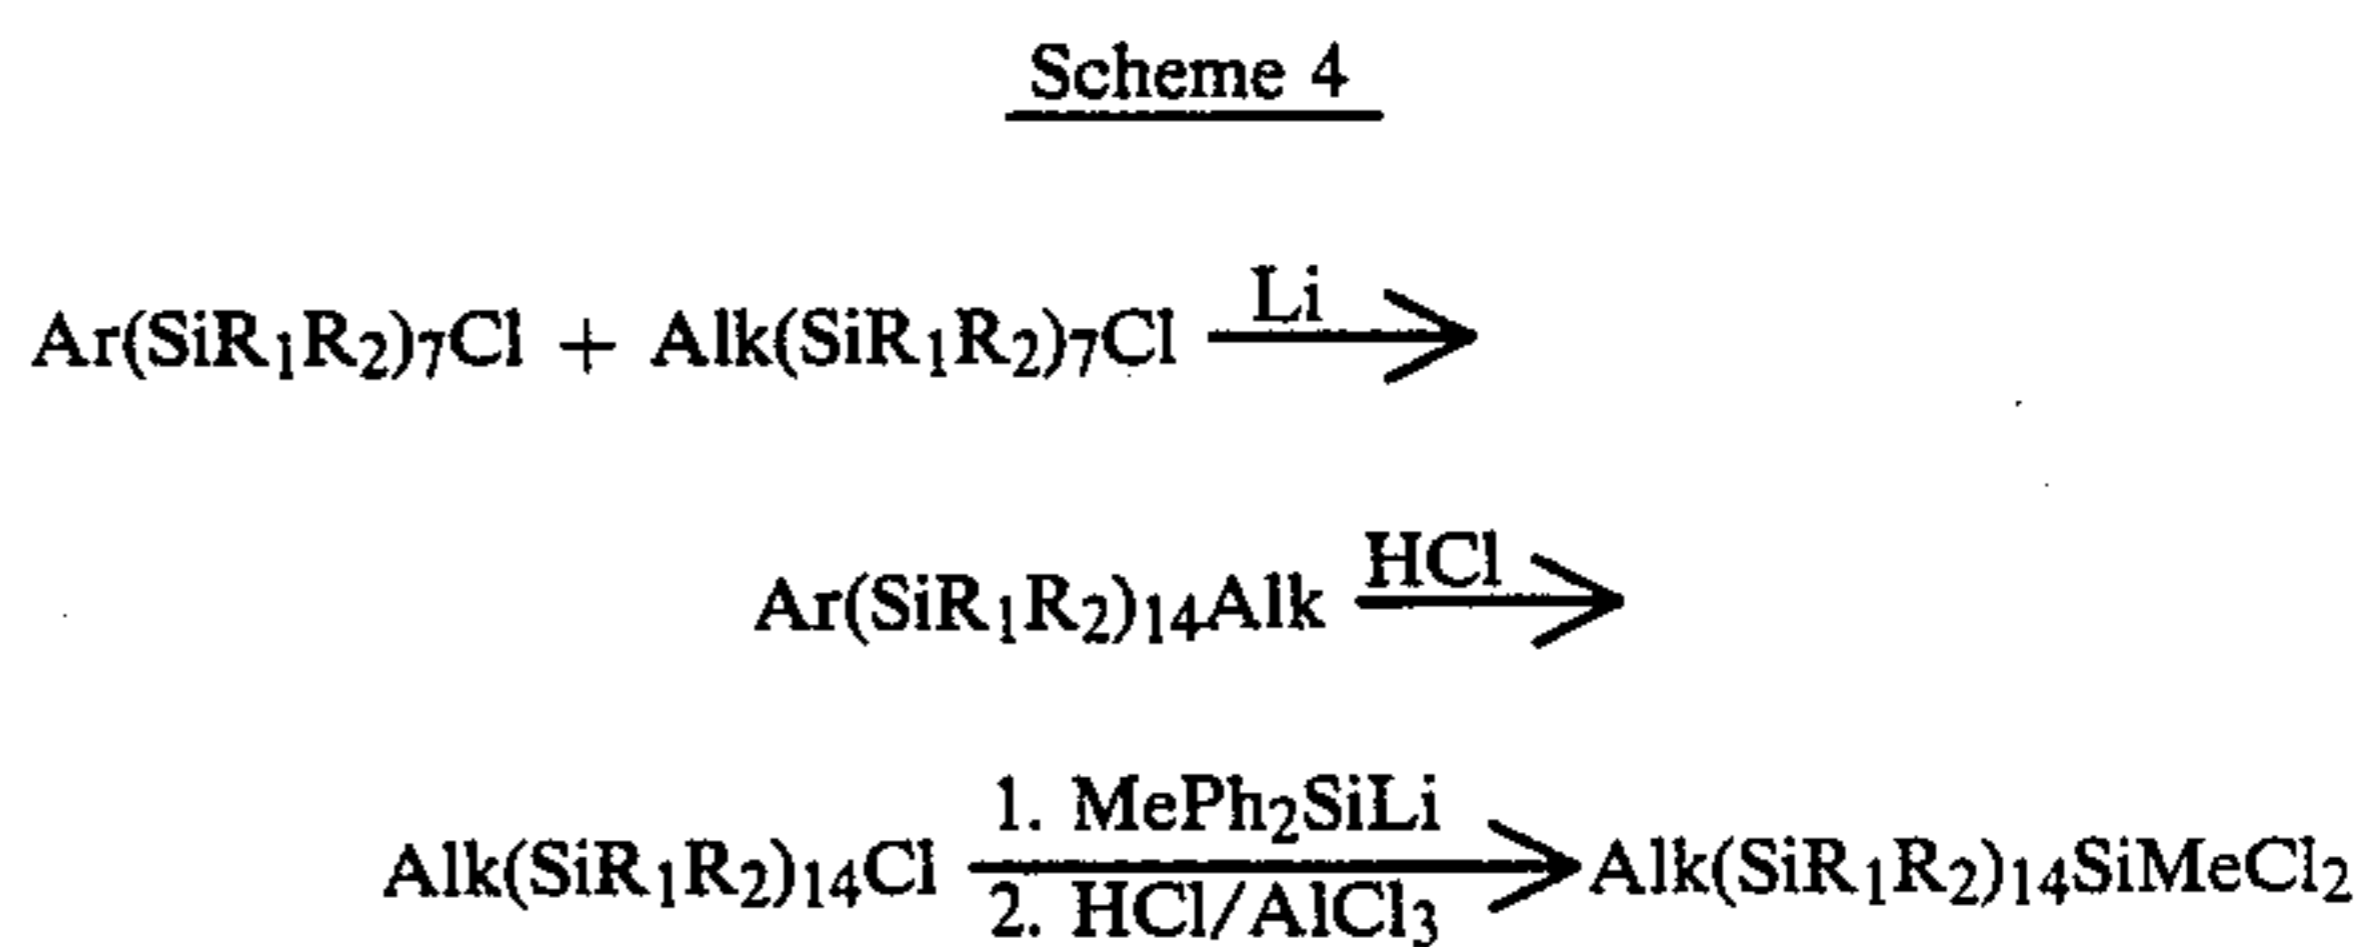 Scheme 4
Li
Ar(SiR₁R₂)₇Cl + Alk(SiR₁R₂)₇Cl
HCl
Ar(SiR₁R₂)₁₄Alk
1. MePh₂SiLi
Alk(SiR₁R₂)₁₄Cl Alk(SiR₁R₂)₁₄SiMeCl₂
2. HCl/AlCl₃